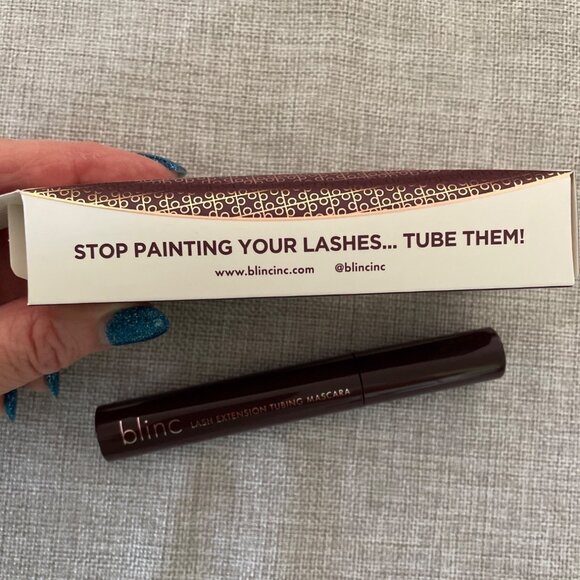 STOP PAINTING YOUR LASHES... TUBE THEM!
www.blincinc.com @blincinc
blinc LASH EXTENSION TUBING MASCARA